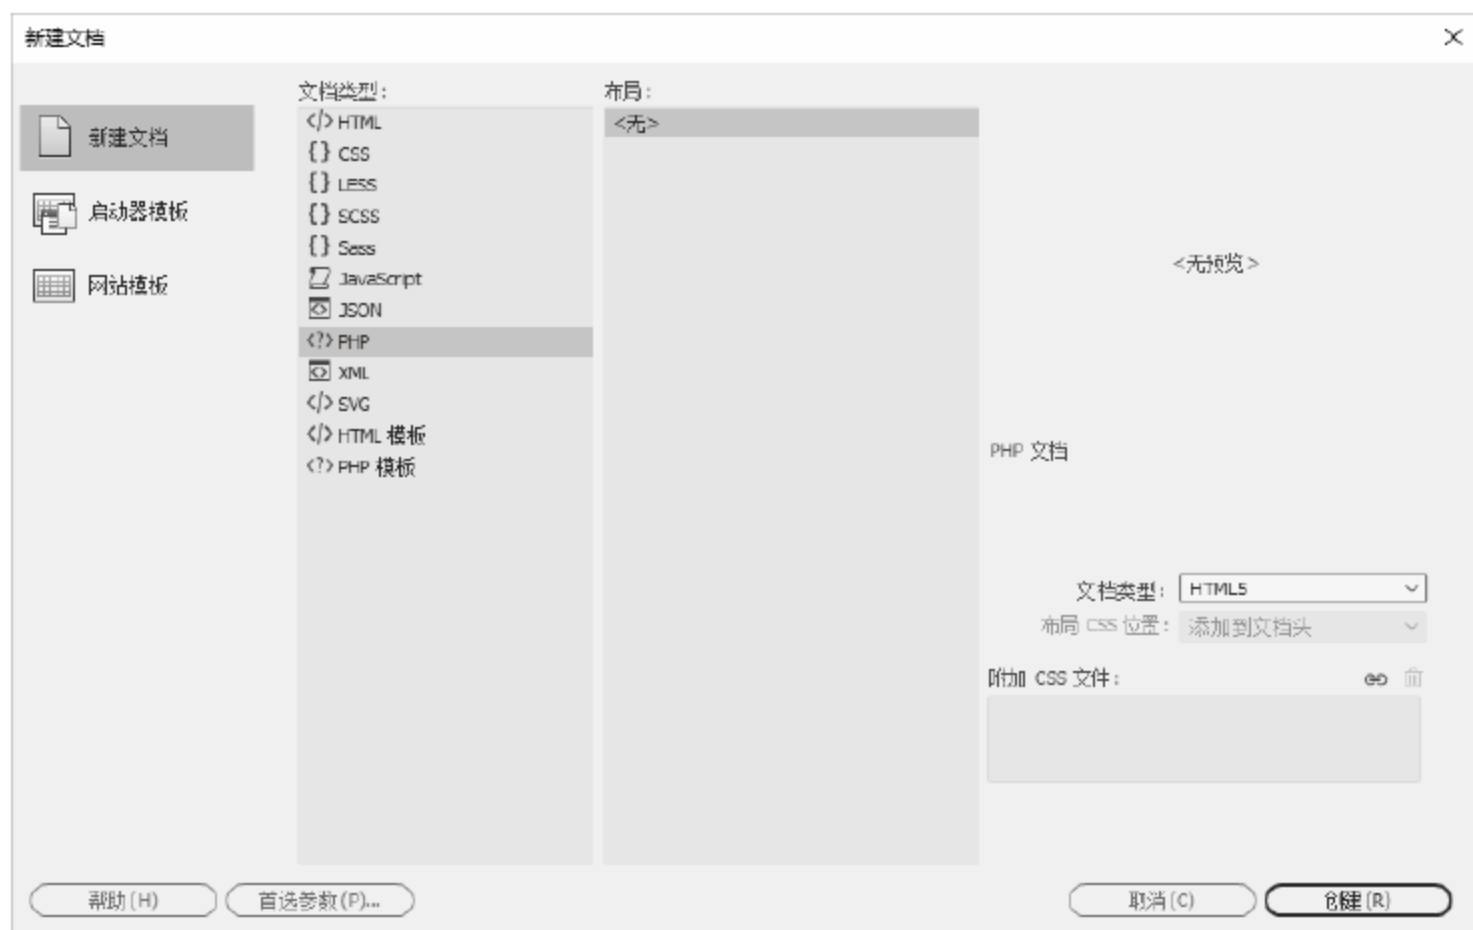 新建文档
新建文档
启动器模板
网站模板
文档类型:
</> HTML
{} CSS
{} LESS
{} SCSS
{} Sass
JavaScript
JSON
<?> PHP
XML
</> SVG
</> HTML 模板
<?> PHP 模板
布局:
<无>
<无预览>
PHP 文档
文档类型: HTML5
布局 CSS 位置: 添加到文档头
附加 CSS 文件:
帮助(H)
首选参数(P)...
取消(C)
创建(R)